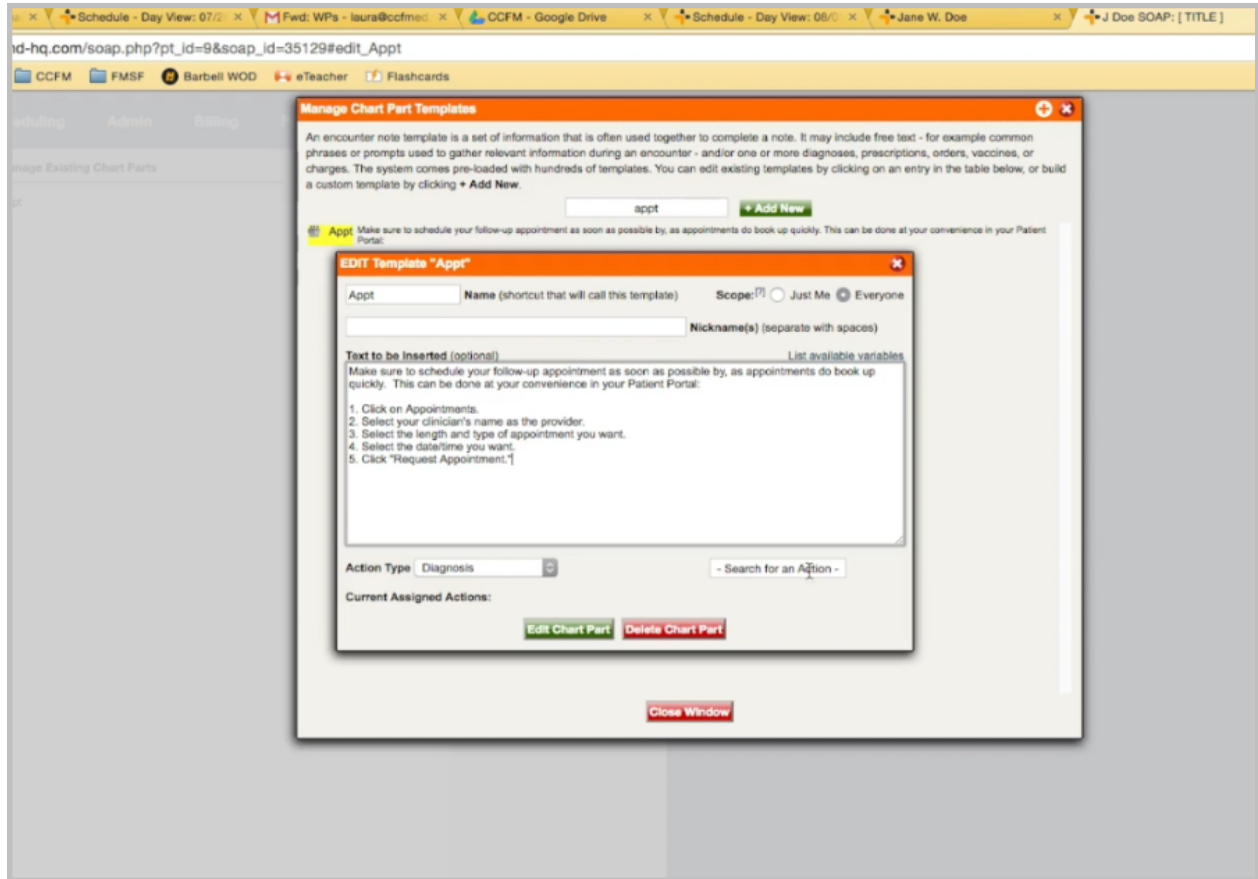 Schedule - Day View: 07/2
Fwd: WPs - laura@ccfmed
CCFM - Google Drive
Schedule - Day View: 08/0
Jane W. Doe
J Doe SOAP: [ TITLE ]
nd-hq.com/soap.php?pt_id=9&soap_id=35129#edit_Appt
CCFM FMSF Barbell WOD eTeacher Flashcards
eduling Admin Billing
anage Existing Chart Parts
Manage Chart Part Templates
An encounter note template is a set of information that is often used together to complete a note. It may include free text - for example common
phrases or prompts used to gather relevant information during an encounter - and/or one or more diagnoses, prescriptions, orders, vaccines, or
charges. The system comes pre-loaded with hundreds of templates. You can edit existing templates by clicking on an entry in the table below, or build
a custom template by clicking + Add New.
appt + Add New
Appt Make sure to schedule your follow-up appointment as soon as possible by, as appointments do book up quickly. This can be done at your convenience in your Patient
Portal:
EDIT Template "Appt"
Appt Name (shortcut that will call this template) Scope:[?] Just Me Everyone
Nickname(s) (separate with spaces)
Text to be Inserted (optional) List available variables
Make sure to schedule your follow-up appointment as soon as possible by, as appointments do book up
quickly. This can be done at your convenience in your Patient Portal:
1. Click on Appointments.
2. Select your clinician's name as the provider.
3. Select the length and type of appointment you want.
4. Select the date/time you want.
5. Click "Request Appointment."
Action Type Diagnosis - Search for an Action -
Current Assigned Actions:
Edit Chart Part Delete Chart Part
Close Window